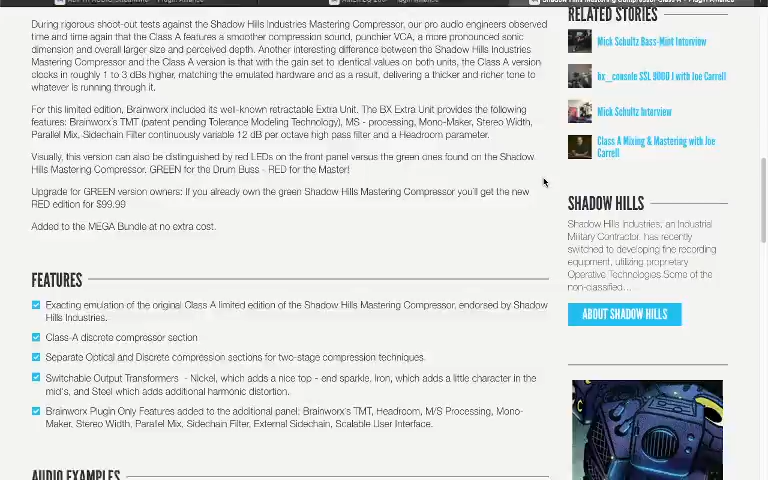 During rigorous shoot-out tests against the Shadow Hills Industries Mastering Compressor, our pro audio engineers observed
time and time again that the Class A features a smoother compression sound, punchier VCA, a more pronounced sonic
dimension and overall larger size and perceived depth. Another interesting difference between the Shadow Hills Industries
Mastering Compressor and the Class A version is that with the gain set to identical values on both units, the Class A version
clocks in roughly 1 to 3 dBs higher, matching the emulated hardware and as a result, delivering a thicker and richer tone to
whatever is running through it.
For this limited edition, Brainworx included its well-known retractable Extra Unit. The BX Extra Unit provides the following
features: Brainworx's TMT (patent pending Tolerance Modeling Technology), MS - processing, Mono-Maker, Stereo Width,
Parallel Mix, Sidechain Filter continuously variable 12 dB per octave high pass filter and a Headroom parameter.
Visually, this version can also be distinguished by red LEDs on the front panel versus the green ones found on the Shadow
Hills Mastering Compressor. GREEN for the Drum Buss - RED for the Master!
Upgrade for GREEN version owners: If you already own the green Shadow Hills Mastering Compressor you'll get the new
RED edition for $99.99
Added to the MEGA Bundle at no extra cost.
FEATURES
Exacting emulation of the original Class A limited edition of the Shadow Hills Mastering Compressor, endorsed by Shadow
Hills Industries.
Class-A discrete compressor section
Separate Optical and Discrete compression sections for two-stage compression techniques.
Switchable Output Transformers - Nickel, which adds a nice top - end sparkle, Iron, which adds a little character in the
mid's, and Steel which adds additional harmonic distortion.
Brainworx Plugin Only Features added to the additional panel: Brainworx's TMT, Headroom, M/S Processing, Mono-
Maker, Stereo Width, Parallel Mix, Sidechain Filter, External Sidechain, Scalable User Interface.
AUDIO EXAMPLES
RELATED STORIES
Mick Schultz Bass-Mint Interview
bx_console SSL 9000 J with Joe Carrell
Mick Schultz Interview
Class A Mixing & Mastering with Joe
Carrell
SHADOW HILLS
Shadow Hills Industries, an Industrial
Military Contractor, has recently
switched to developing fine recording
equipment, utilizing proprietary
Operative Technologies Some of the
non-classified...
ABOUT SHADOW HILLS